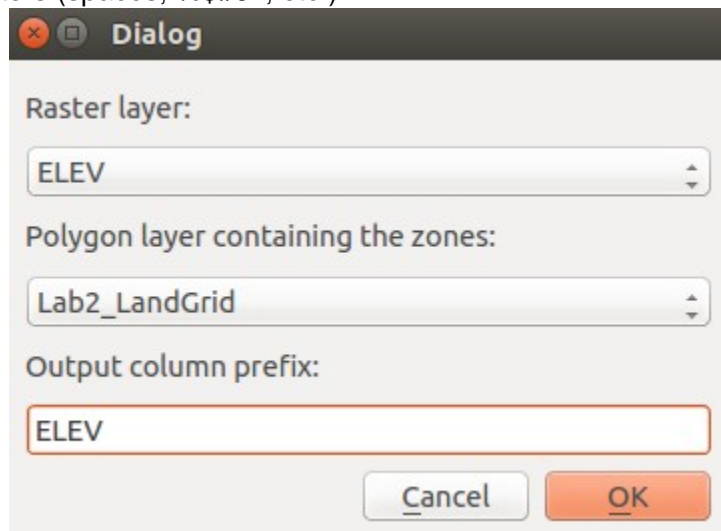 Dialog
Raster layer:
ELEV
Polygon layer containing the zones:
Lab2_LandGrid
Output column prefix:
ELEV
Cancel
OK